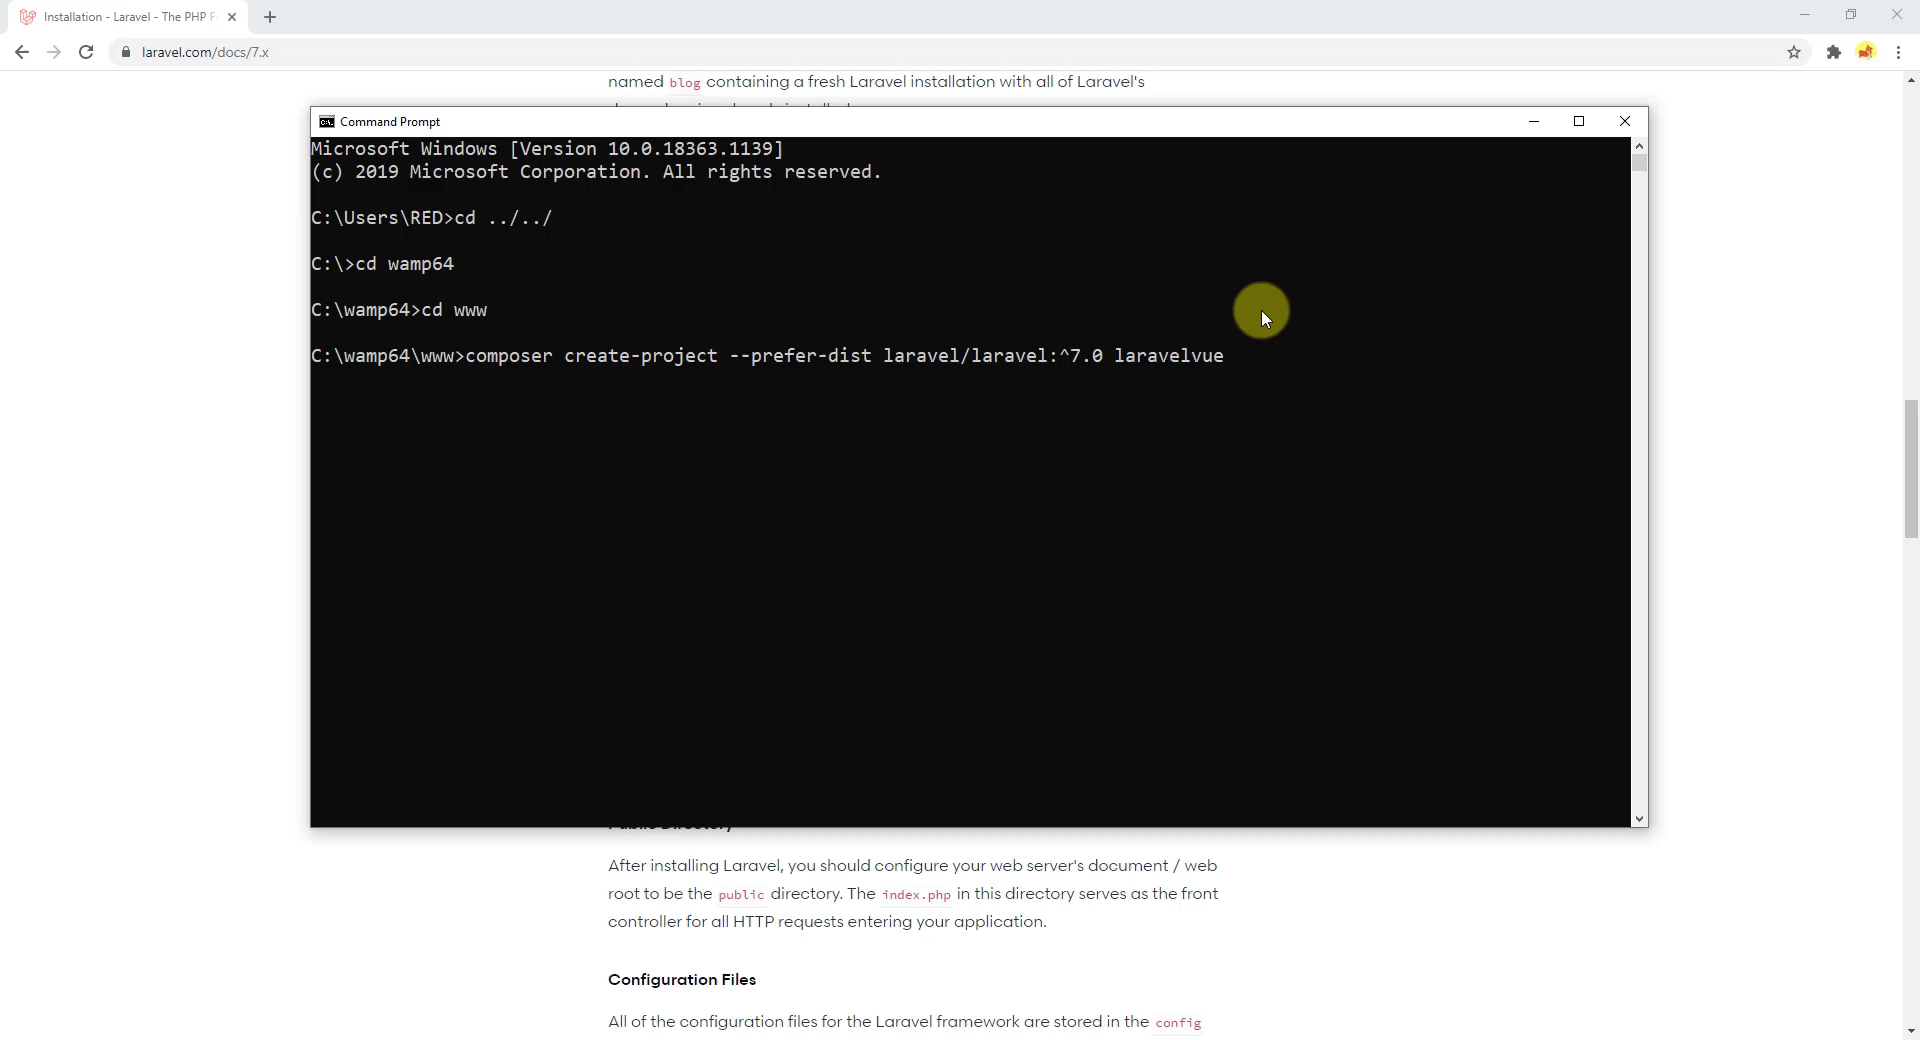 Installation - Laravel - The PHP F
laravel.com/docs/7.x
named blog containing a fresh Laravel installation with all of Laravel's
Command Prompt
Microsoft Windows [Version 10.0.18363.1139]
(c) 2019 Microsoft Corporation. All rights reserved.
C:\Users\RED>cd ../../
C:\>cd wamp64
C:\wamp64>cd www
C:\wamp64\www>composer create-project --prefer-dist laravel/laravel:^7.0 laravelvue
Public Directory
After installing Laravel, you should configure your web server's document / web
root to be the public directory. The index.php in this directory serves as the front
controller for all HTTP requests entering your application.
Configuration Files
All of the configuration files for the Laravel framework are stored in the config